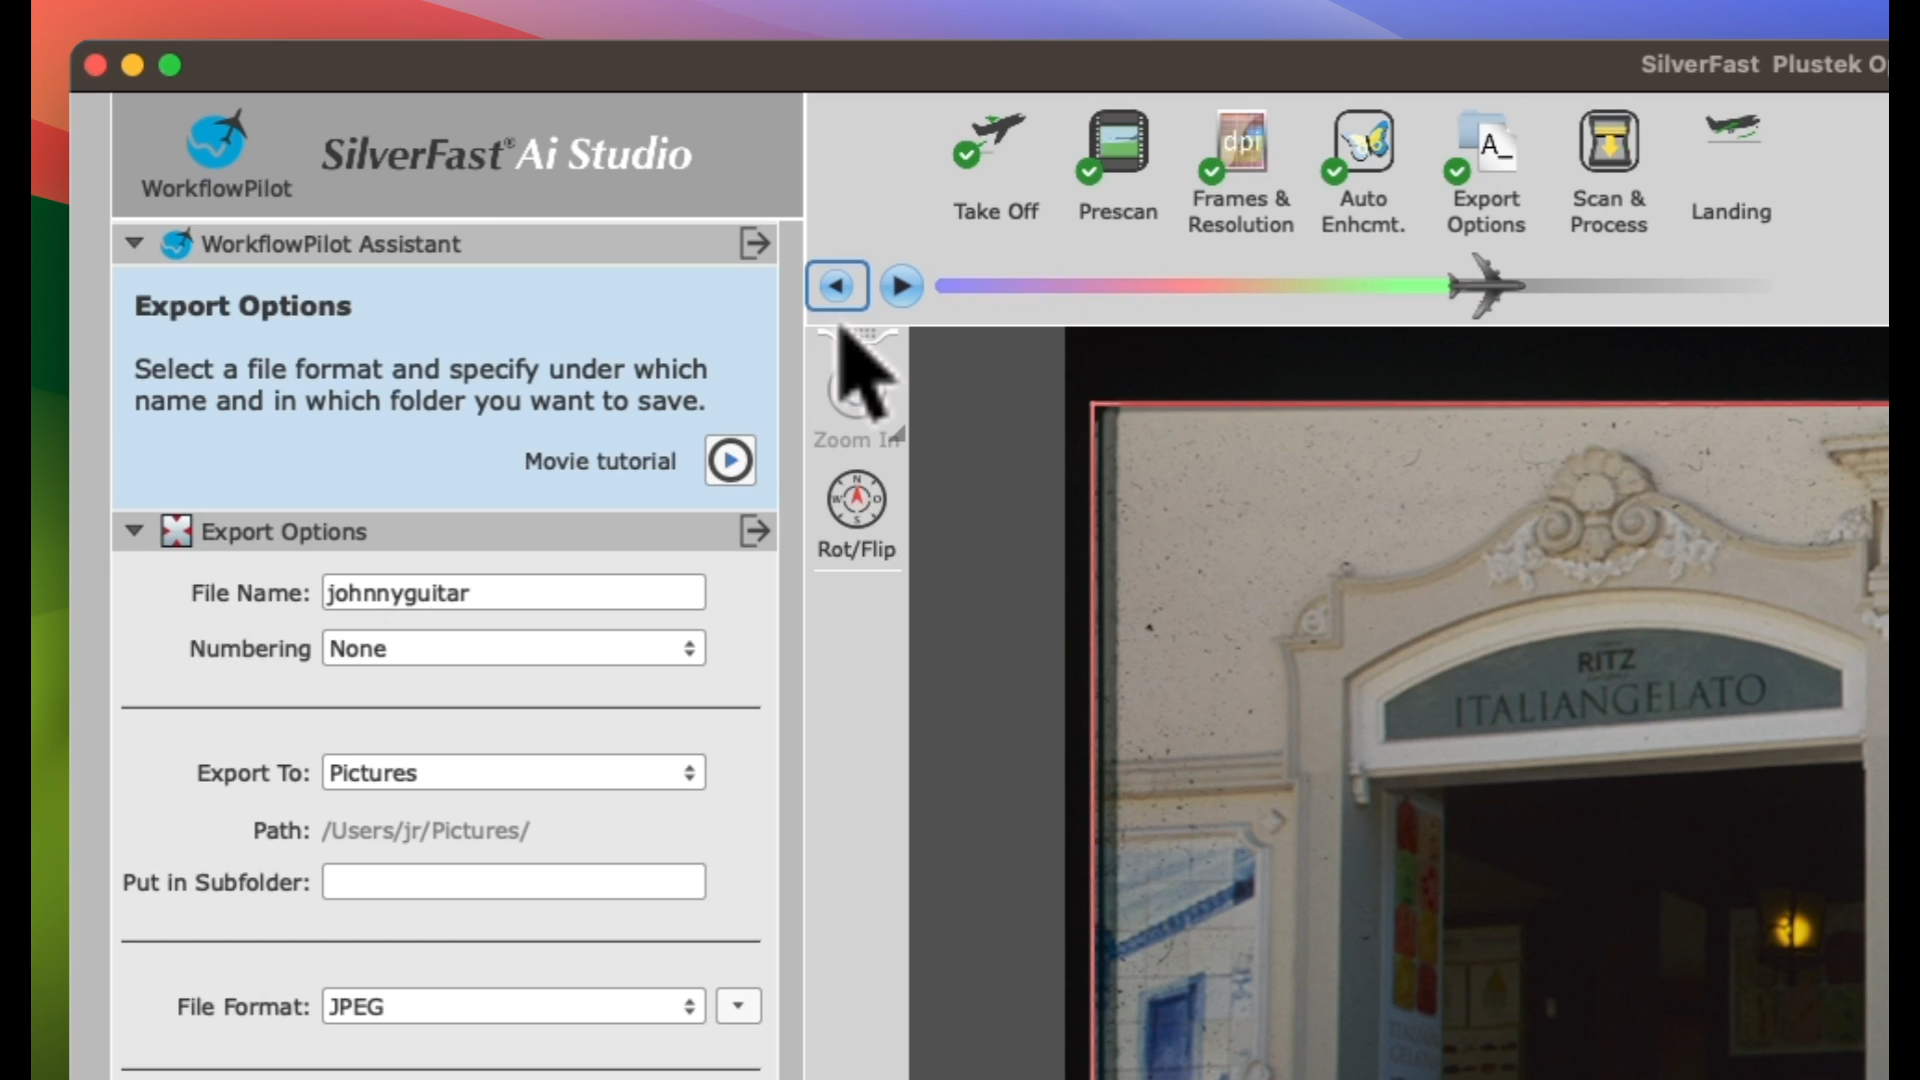 SilverFast Plustek O
WorkflowPilot
SilverFast® Ai Studio
Take Off
Prescan
dpi
Frames &
Resolution
Auto
Enhcmt.
A_
Export
Options
Scan &
Process
Landing
WorkflowPilot Assistant
Export Options
Select a file format and specify under which
name and in which folder you want to save.
Movie tutorial
Zoom In
N
W O
S
Rot/Flip
Export Options
File Name: johnnyguitar
Numbering None
Export To: Pictures
Path: /Users/jr/Pictures/
Put in Subfolder:
File Format: JPEG
RITZ
ITALIANGELATO